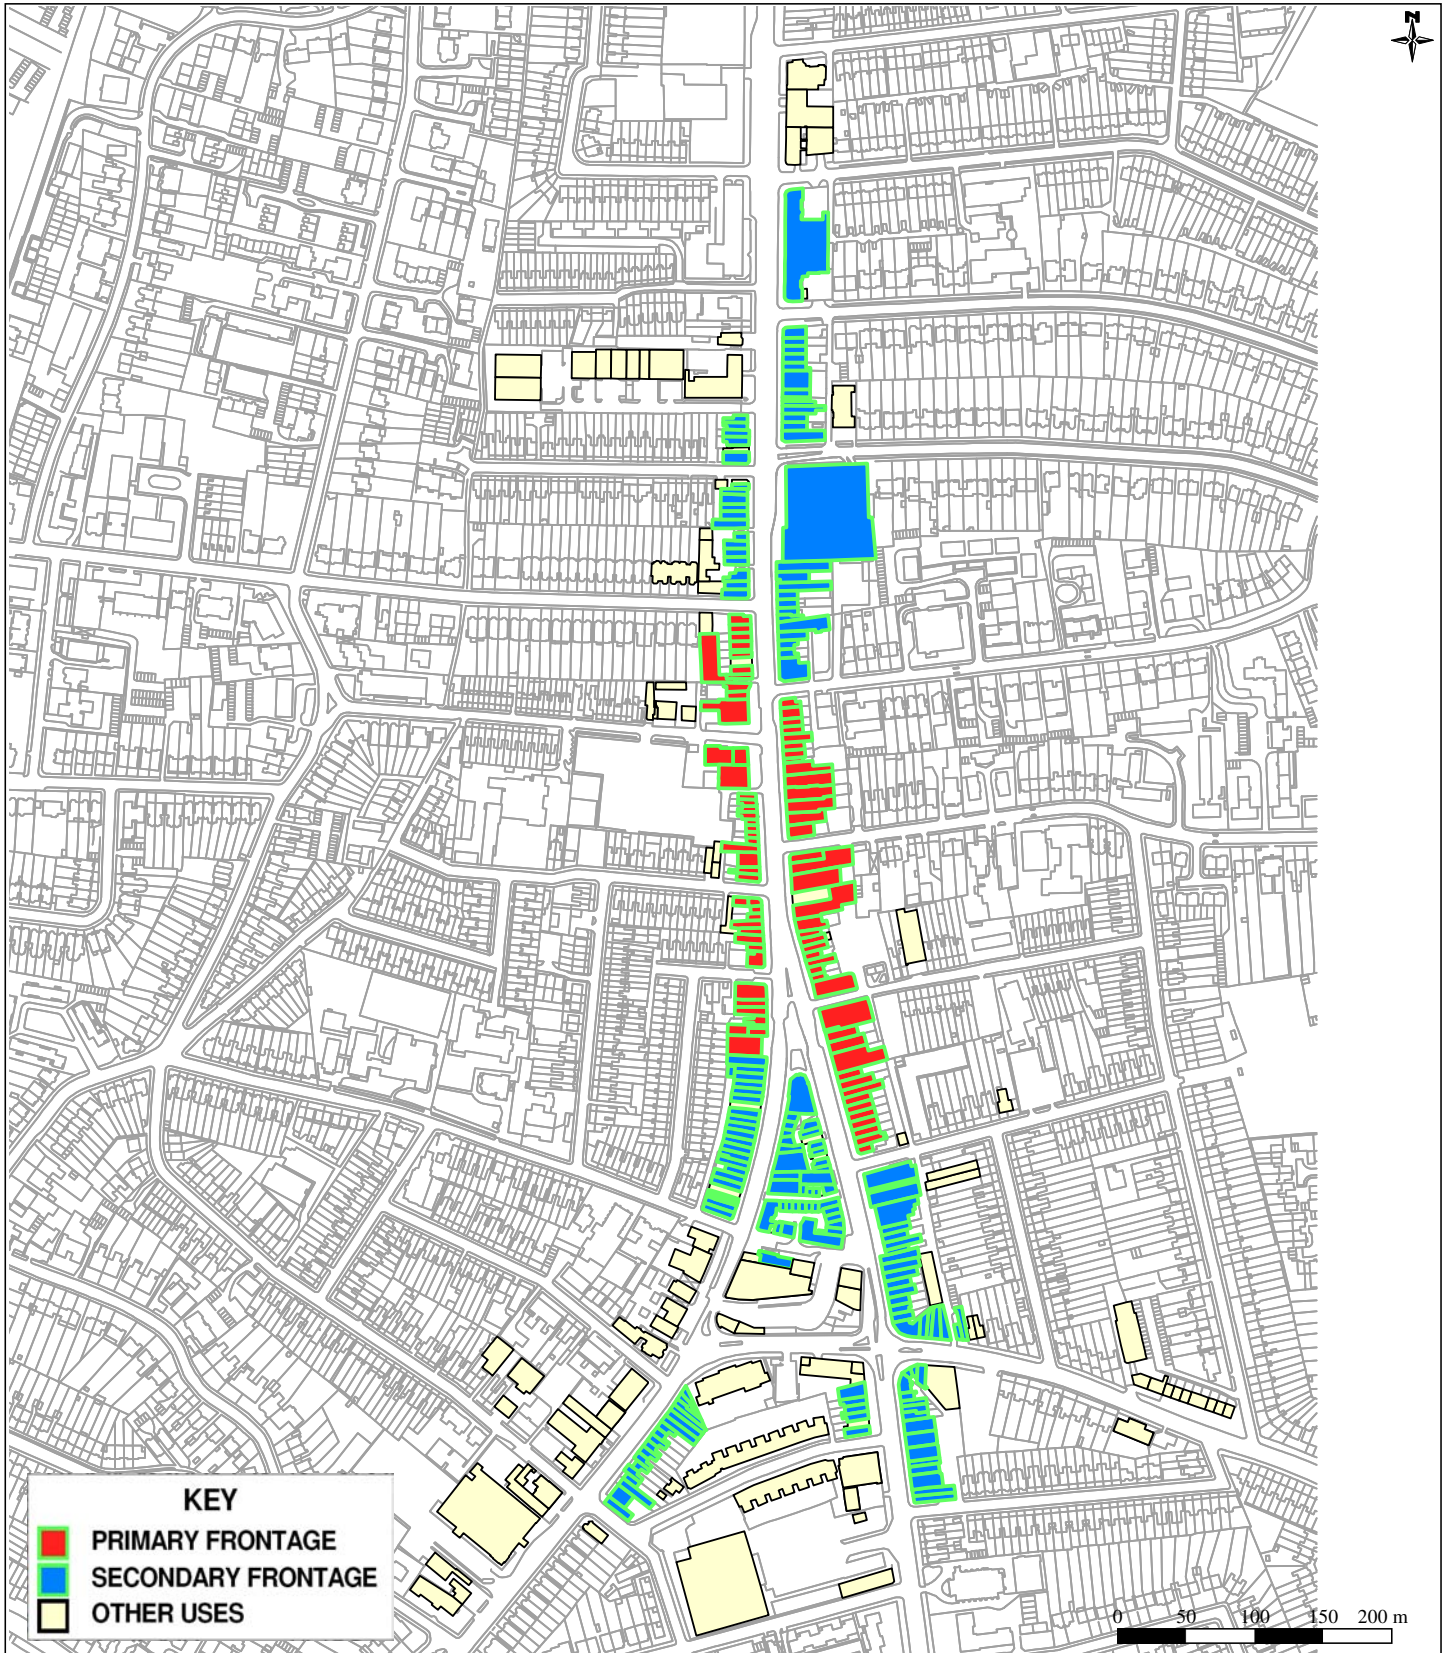 N
KEY
PRIMARY FRONTAGE
SECONDARY FRONTAGE
OTHER USES
0 50 100 150 200 m